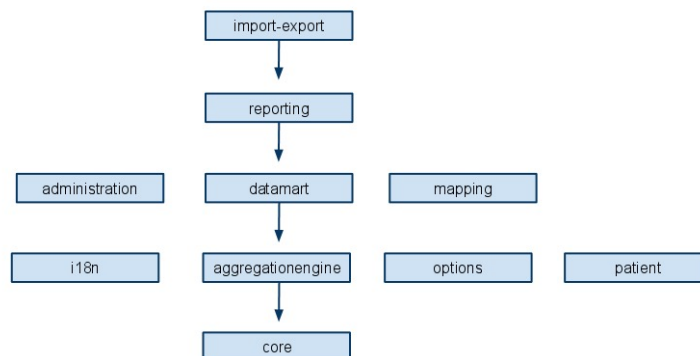 import-export
reporting
administration
datamart
mapping
i18n
aggregationengine
options
patient
core